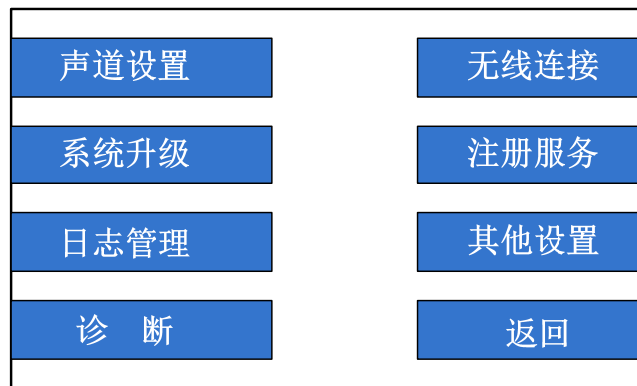 声道设置
无线连接
系统升级
注册服务
日志管理
其他设置
诊 断
返回